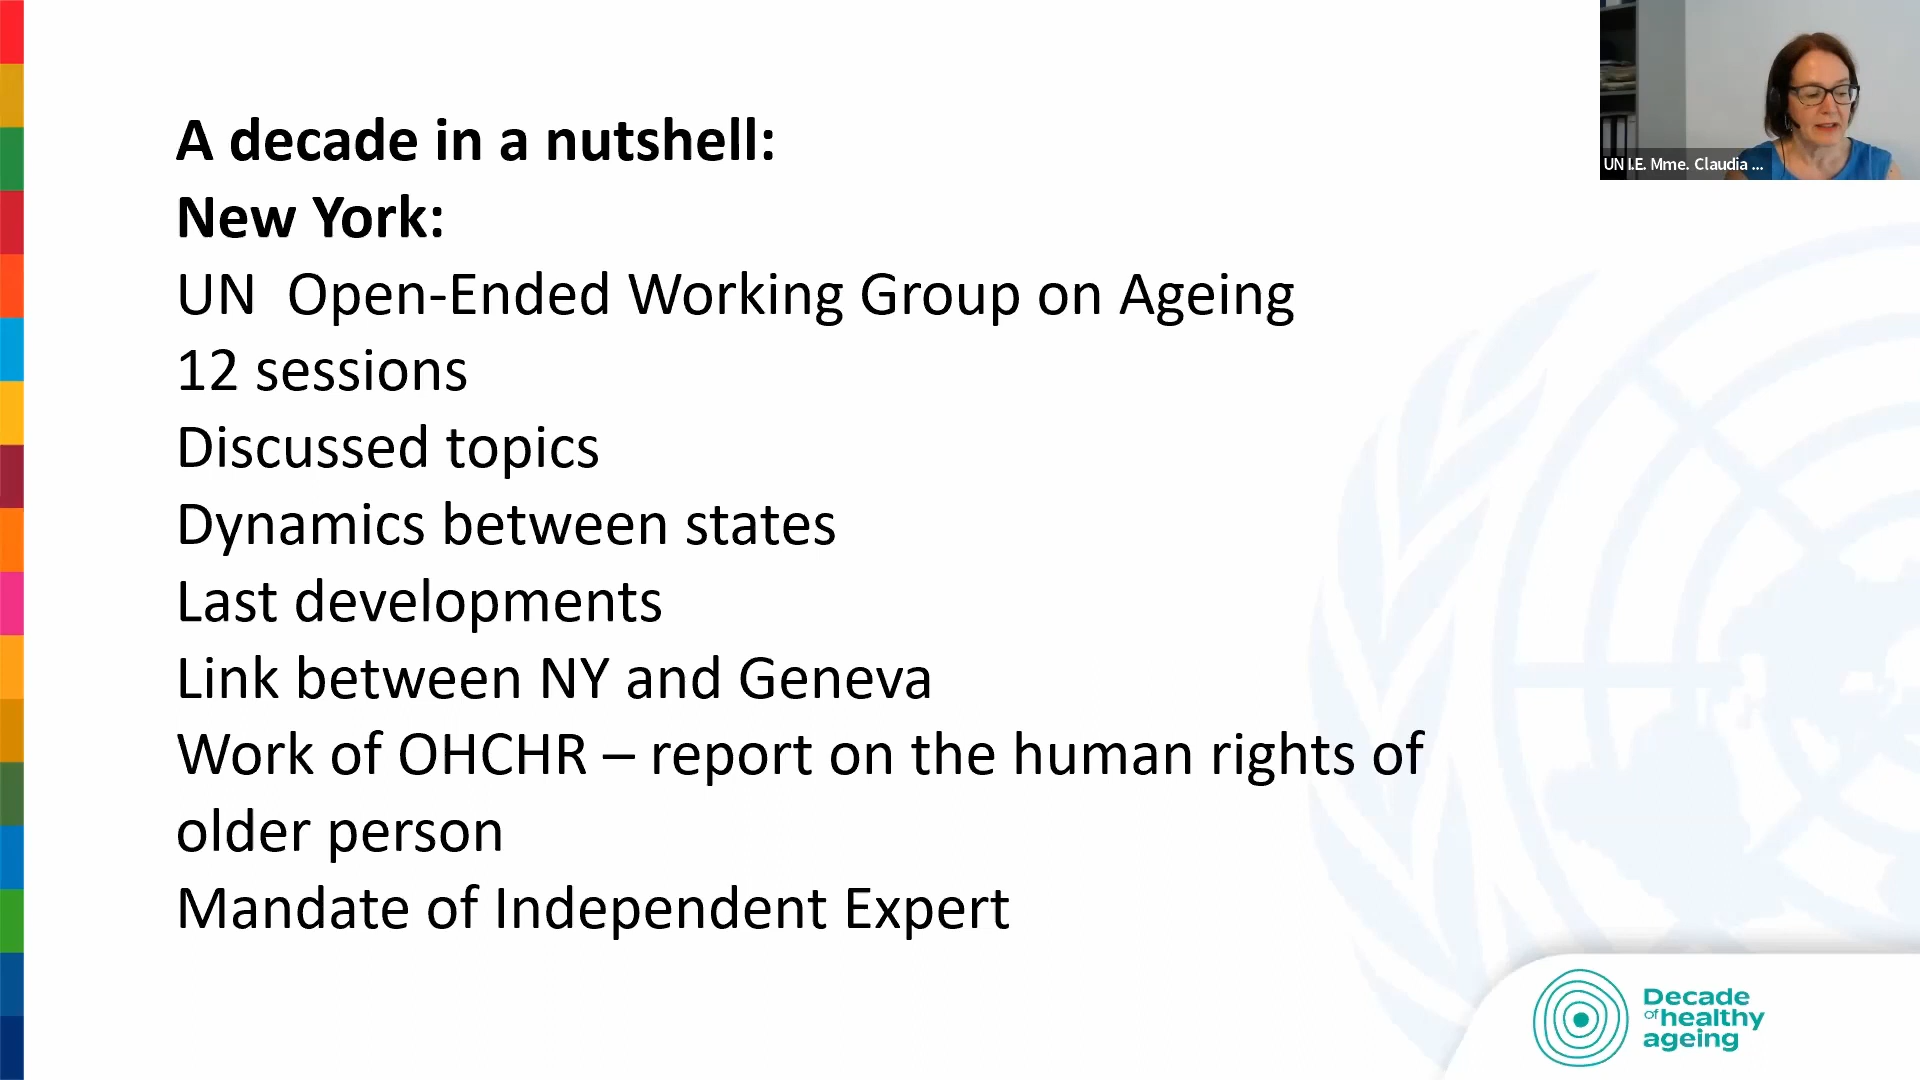 A decade in a nutshell:
New York:
UN  Open-Ended Working Group on Ageing
12 sessions
Discussed topics
Dynamics between states
Last developments
Link between NY and Geneva
Work of OHCHR – report on the human rights of
older person
Mandate of Independent Expert
UN I.E. Mme. Claudia ...
Decade
of healthy
ageing